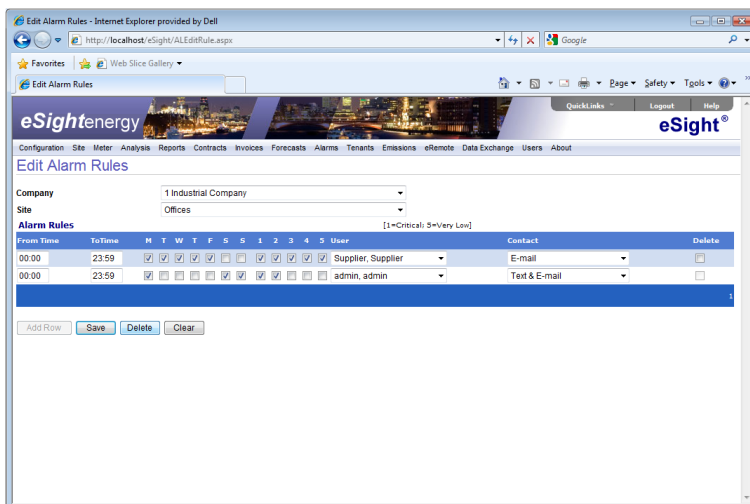 Edit Alarm Rules - Internet Explorer provided by Dell
http://localhost/eSight/ALEditRule.aspx
Google
Favorites Web Slice Gallery
Edit Alarm Rules
Page Safety Tools
QuickLinks Logout Help
eSightenergy
eSight®
Configuration Site Meter Analysis Reports Contracts Invoices Forecasts Alarms Tenants Emissions eRemote Data Exchange Users About
Edit Alarm Rules
Company 1 Industrial Company
Site Offices
Alarm Rules [1=Critical; 5=Very Low]
From Time ToTime M T W T F S S 1 2 3 4 5 User Contact Delete
00:00 23:59 Supplier, Supplier E-mail
00:00 23:59 admin, admin Text & E-mail
1
Add Row Save Delete Clear